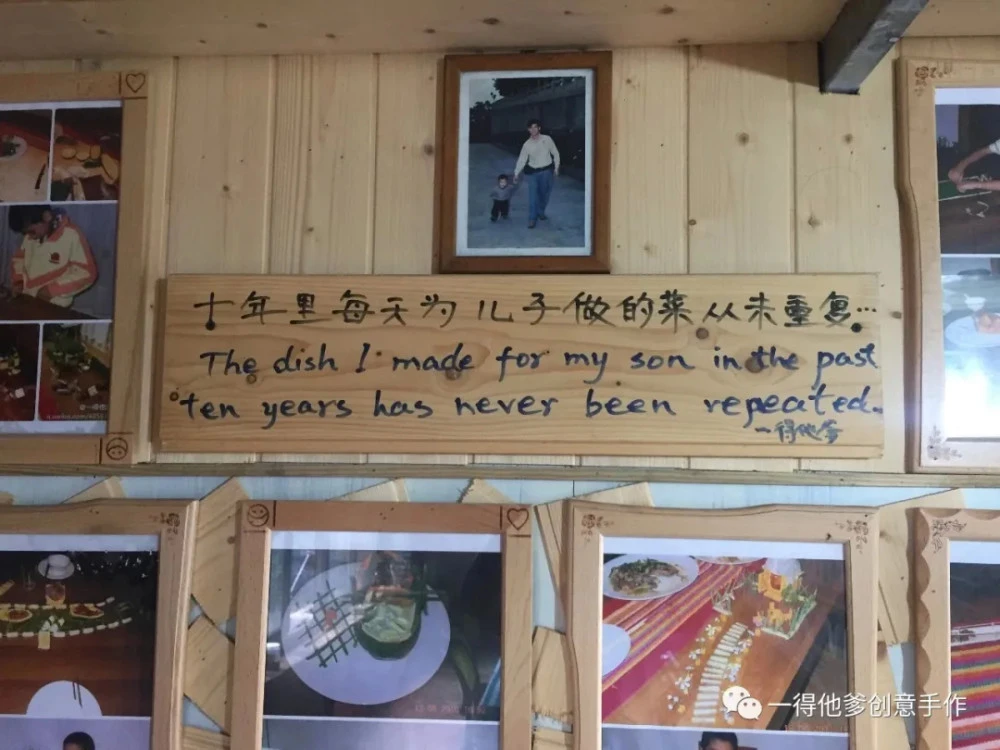 十年里每天为儿子做的菜从未重复…
The dish I made for my son in the past
ten years has never been repeated.
一得他爹
一得他爹创意手作